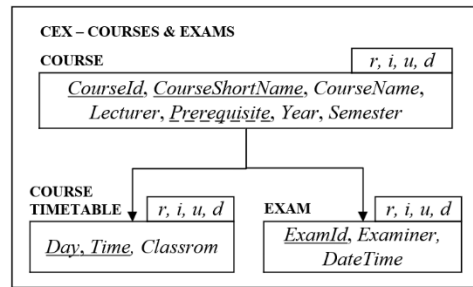 CEX – COURSES & EXAMS
COURSE
r, i, u, d
CourseId, CourseShortName, CourseName,
Lecturer, Prerequisite, Year, Semester
COURSE
TIMETABLE
r, i, u, d
Day, Time, Classrom
EXAM
r, i, u, d
ExamId, Examiner,
DateTime